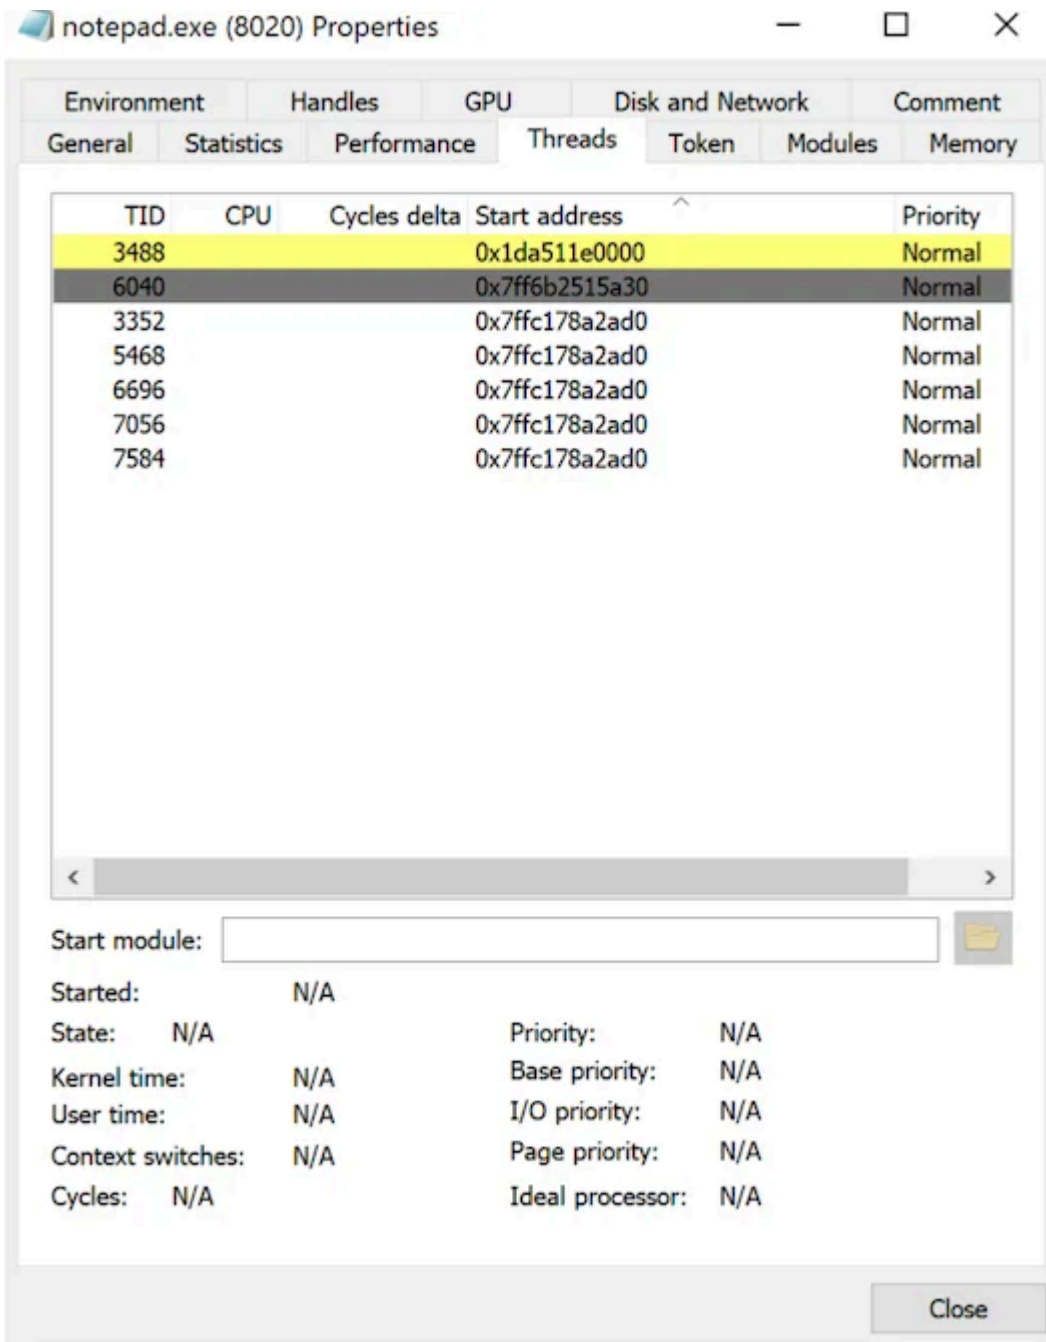 notepad.exe (8020) Properties
Environment Handles GPU Disk and Network Comment
General Statistics Performance Threads Token Modules Memory
TID CPU Cycles delta Start address Priority
3488 0x1da511e0000 Normal
6040 0x7ff6b2515a30 Normal
3352 0x7ffc178a2ad0 Normal
5468 0x7ffc178a2ad0 Normal
6696 0x7ffc178a2ad0 Normal
7056 0x7ffc178a2ad0 Normal
7584 0x7ffc178a2ad0 Normal
Start module:
Started: N/A
State: N/A Priority: N/A
Kernel time: N/A Base priority: N/A
User time: N/A I/O priority: N/A
Context switches: N/A Page priority: N/A
Cycles: N/A Ideal processor: N/A
Close